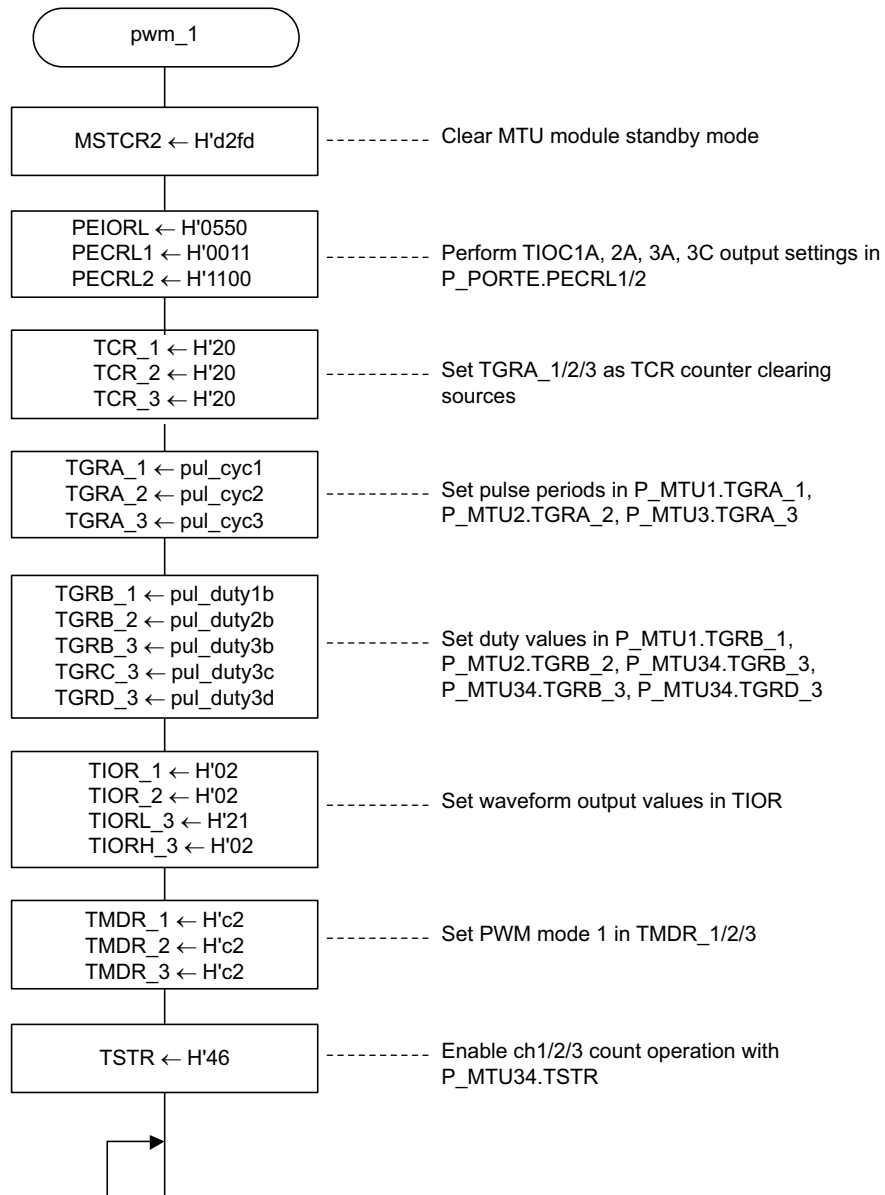 pwm_1
MSTCR2 ← H'd2fd
Clear MTU module standby mode
PEIORL ← H'0550
PECRL1 ← H'0011
PECRL2 ← H'1100
Perform TIOC1A, 2A, 3A, 3C output settings in
P_PORTE.PECRL1/2
TCR_1 ← H'20
TCR_2 ← H'20
TCR_3 ← H'20
Set TGRA_1/2/3 as TCR counter clearing
sources
TGRA_1 ← pul_cyc1
TGRA_2 ← pul_cyc2
TGRA_3 ← pul_cyc3
Set pulse periods in P_MTU1.TGRA_1,
P_MTU2.TGRA_2, P_MTU3.TGRA_3
TGRB_1 ← pul_duty1b
TGRB_2 ← pul_duty2b
TGRB_3 ← pul_duty3b
TGRC_3 ← pul_duty3c
TGRD_3 ← pul_duty3d
Set duty values in P_MTU1.TGRB_1,
P_MTU2.TGRB_2, P_MTU34.TGRB_3,
P_MTU34.TGRB_3, P_MTU34.TGRD_3
TIOR_1 ← H'02
TIOR_2 ← H'02
TIORL_3 ← H'21
TIORH_3 ← H'02
Set waveform output values in TIOR
TMDR_1 ← H'c2
TMDR_2 ← H'c2
TMDR_3 ← H'c2
Set PWM mode 1 in TMDR_1/2/3
TSTR ← H'46
Enable ch1/2/3 count operation with
P_MTU34.TSTR